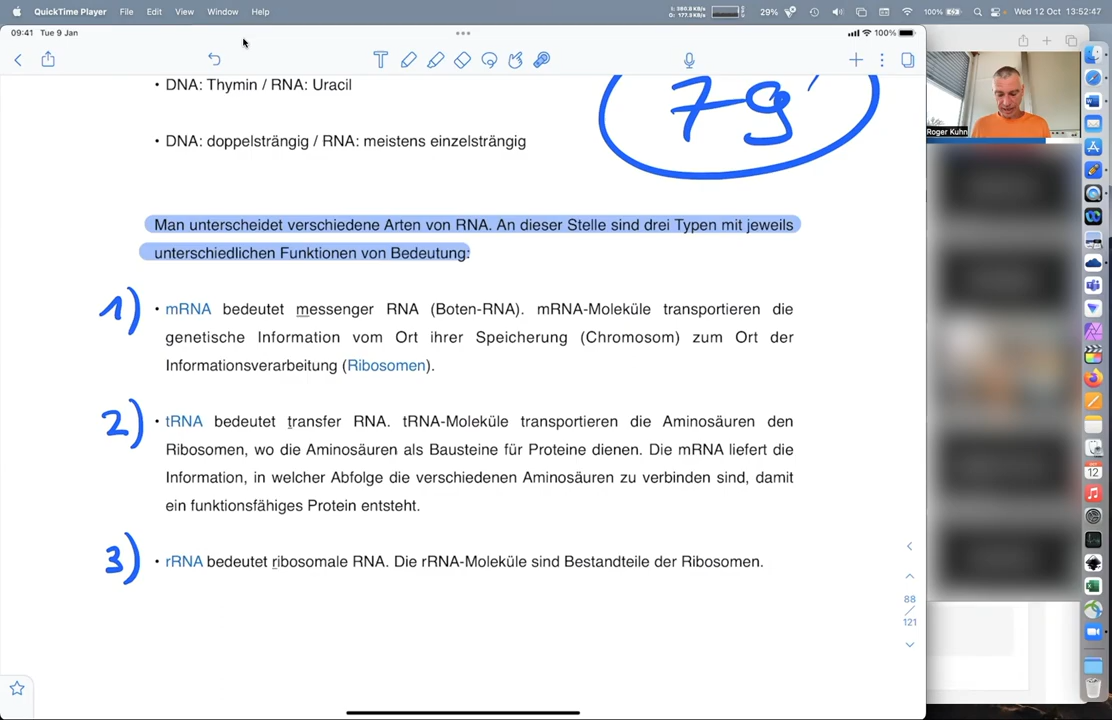 QuickTime Player File Edit View Window Help
29% 100% Wed 12 Oct 13:52:47
09:41 Tue 9 Jan 100%
• DNA: Thymin / RNA: Uracil
79
• DNA: doppelsträngig / RNA: meistens einzelsträngig
Roger Kuhn
Man unterscheidet verschiedene Arten von RNA. An dieser Stelle sind drei Typen mit jeweils
unterschiedlichen Funktionen von Bedeutung:
1) • mRNA bedeutet messenger RNA (Boten-RNA). mRNA-Moleküle transportieren die
genetische Information vom Ort ihrer Speicherung (Chromosom) zum Ort der
Informationsverarbeitung (Ribosomen).
2) • tRNA bedeutet transfer RNA. tRNA-Moleküle transportieren die Aminosäuren den
Ribosomen, wo die Aminosäuren als Bausteine für Proteine dienen. Die mRNA liefert die
Information, in welcher Abfolge die verschiedenen Aminosäuren zu verbinden sind, damit
ein funktionsfähiges Protein entsteht.
3) • rRNA bedeutet ribosomale RNA. Die rRNA-Moleküle sind Bestandteile der Ribosomen.
88
/
121